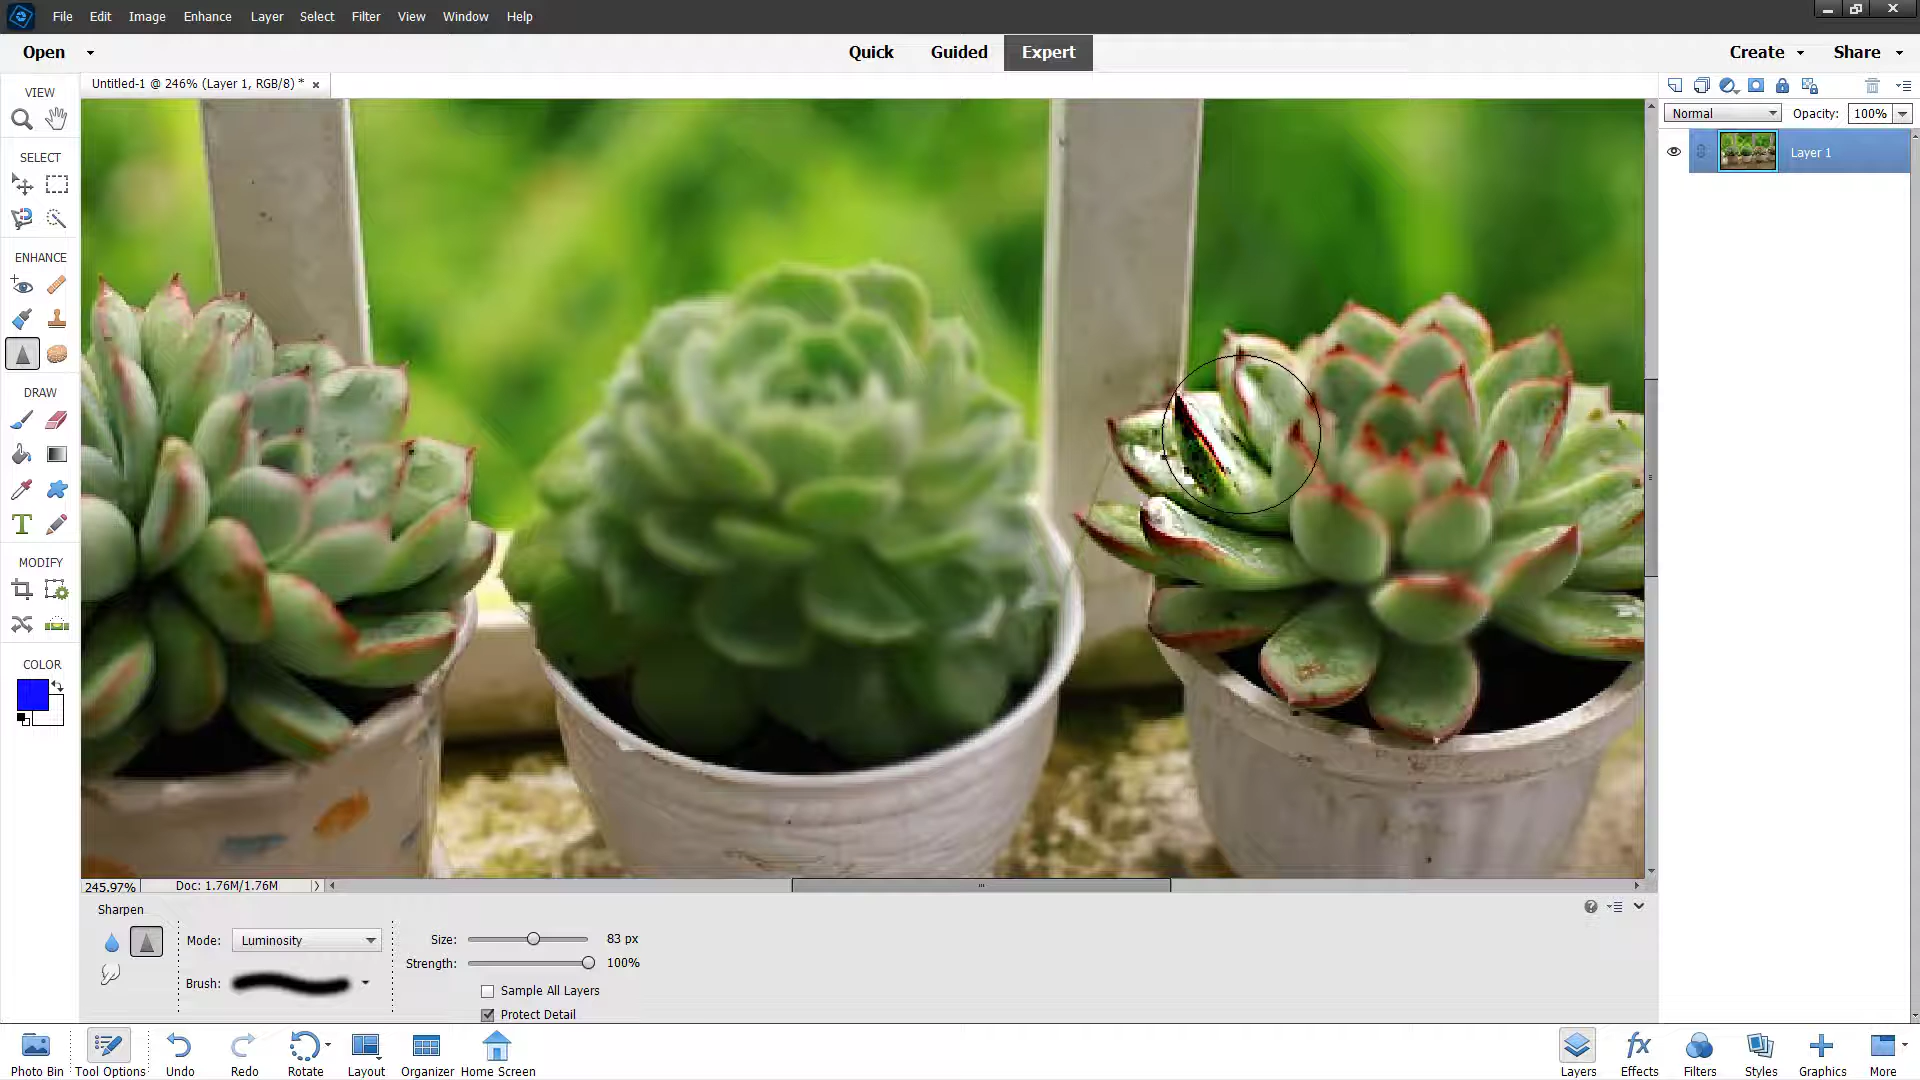 File Edit Image Enhance Layer Select Filter View Window Help
Open Quick Guided Expert Create Share
Untitled-1 @ 246% (Layer 1, RGB/8) *
VIEW
SELECT
ENHANCE
DRAW
MODIFY
COLOR
Normal Opacity: 100%
Layer 1
245.97% Doc: 1.76M/1.76M
Sharpen
Mode: Luminosity Size: 83 px
Strength: 100%
Brush:
Sample All Layers
Protect Detail
Photo Bin Tool Options Undo Redo Rotate Layout Organizer Home Screen Layers Effects Filters Styles Graphics More